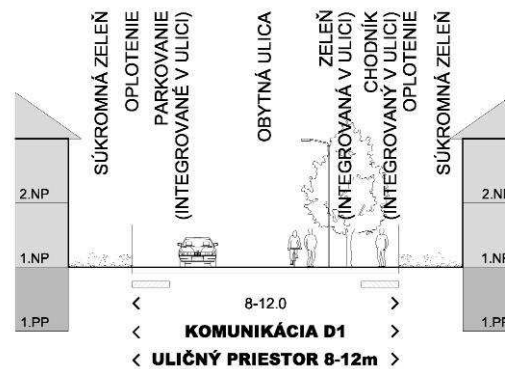 SÚKROMNÁ ZELEŇ
OPLOTENIE
PARKOVANIE
(INTEGROVANÉ V ULICI)
OBYTNÁ ULICA
ZELEŇ
(INTEGROVANÁ V ULICI)
CHODNÍK
(INTEGROVANÝ V ULICI)
OPLOTENIE
SÚKROMNÁ ZELEŇ
2.NP
2.NP
1.NP
1.NP
1.PP
1.PP
8-12.0
KOMUNIKÁCIA D1
ULIČNÝ PRIESTOR 8-12m